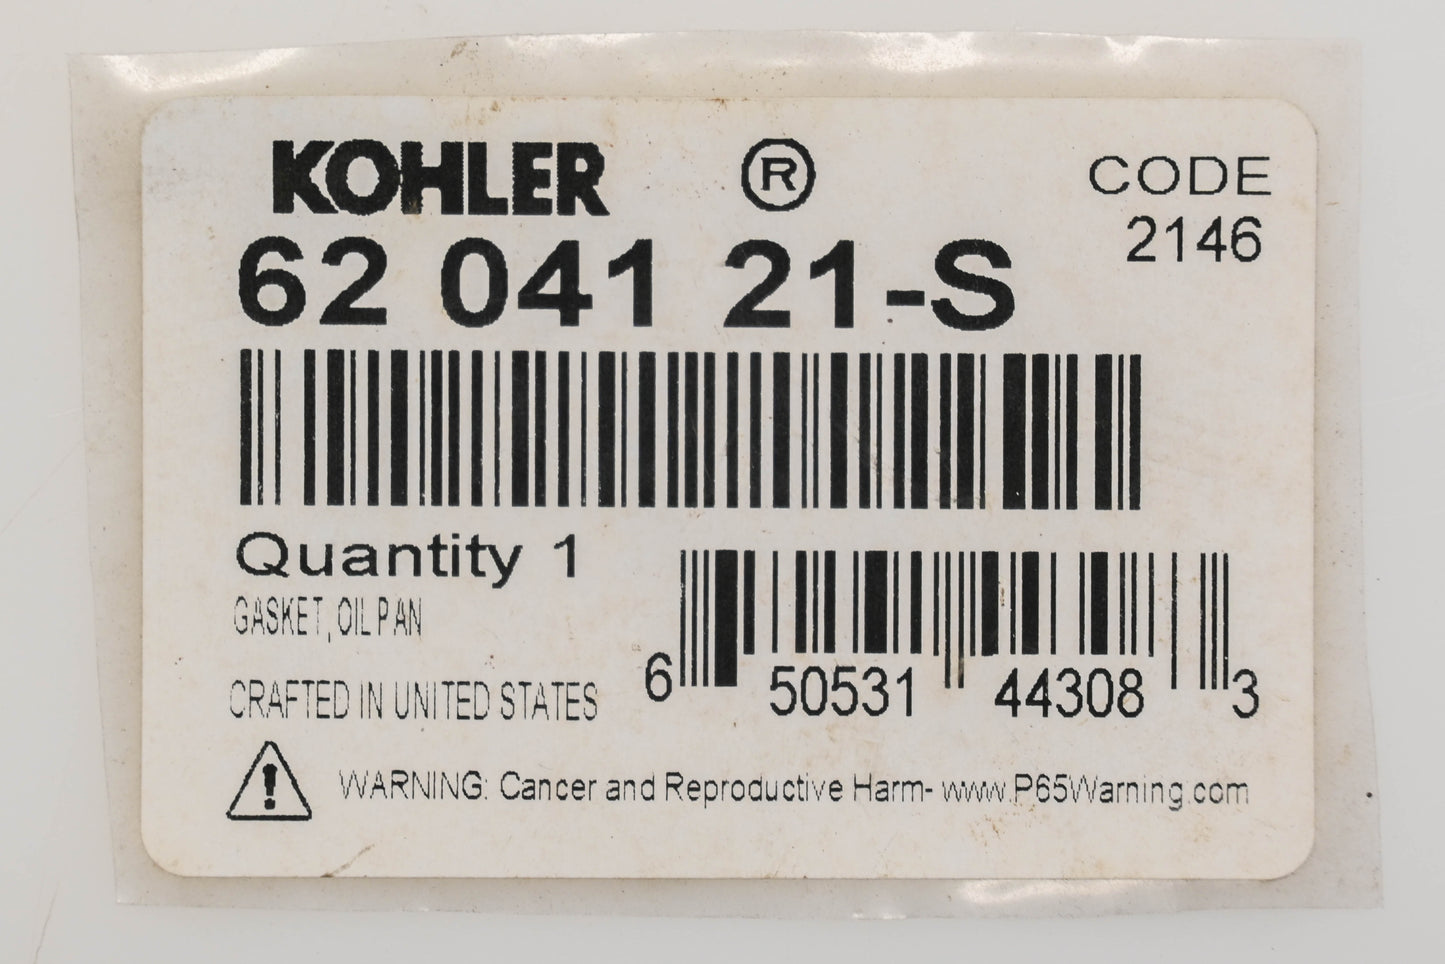 KOHLER ® CODE
2146
62 041 21-S
Quantity 1
GASKET, OIL PAN
CRAFTED IN UNITED STATES
6 50531 44308 3
WARNING: Cancer and Reproductive Harm- www.P65Warning.com